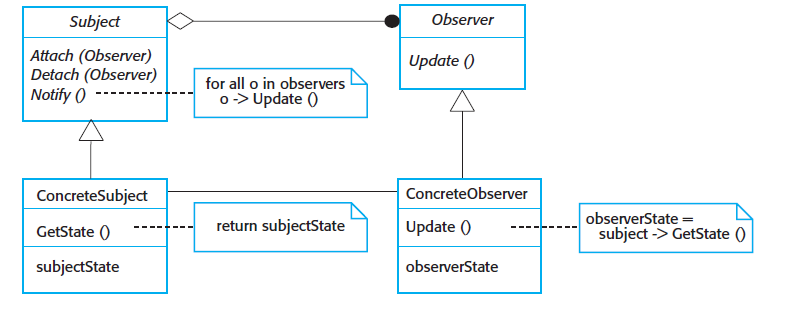 Subject
Observer
Attach (Observer)
Detach (Observer)
Notify ()
for all o in observers
o -> Update ()
Update ()
ConcreteSubject
GetState ()
subjectState
return subjectState
ConcreteObserver
Update ()
observerState
observerState =
subject -> GetState ()